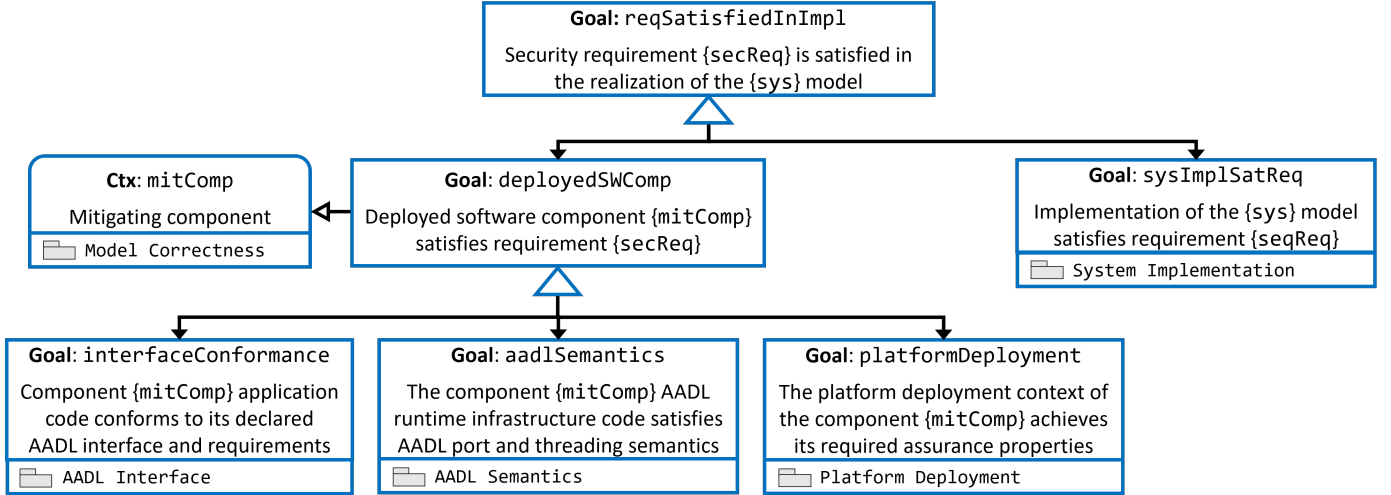 Goal: reqSatisfiedInImpl
Security requirement {secReq} is satisfied in
the realization of the {sys} model
Ctx: mitComp
Mitigating component
Model Correctness
Goal: deployedSWComp
Deployed software component {mitComp}
satisfies requirement {secReq}
Goal: sysImplSatReq
Implementation of the {sys} model
satisfies requirement {seqReq}
System Implementation
Goal: interfaceConformance
Component {mitComp} application
code conforms to its declared
AADL interface and requirements
AADL Interface
Goal: aadlSemantics
The component {mitComp} AADL
runtime infrastructure code satisfies
AADL port and threading semantics
AADL Semantics
Goal: platformDeployment
The platform deployment context of
the component {mitComp} achieves
its required assurance properties
Platform Deployment